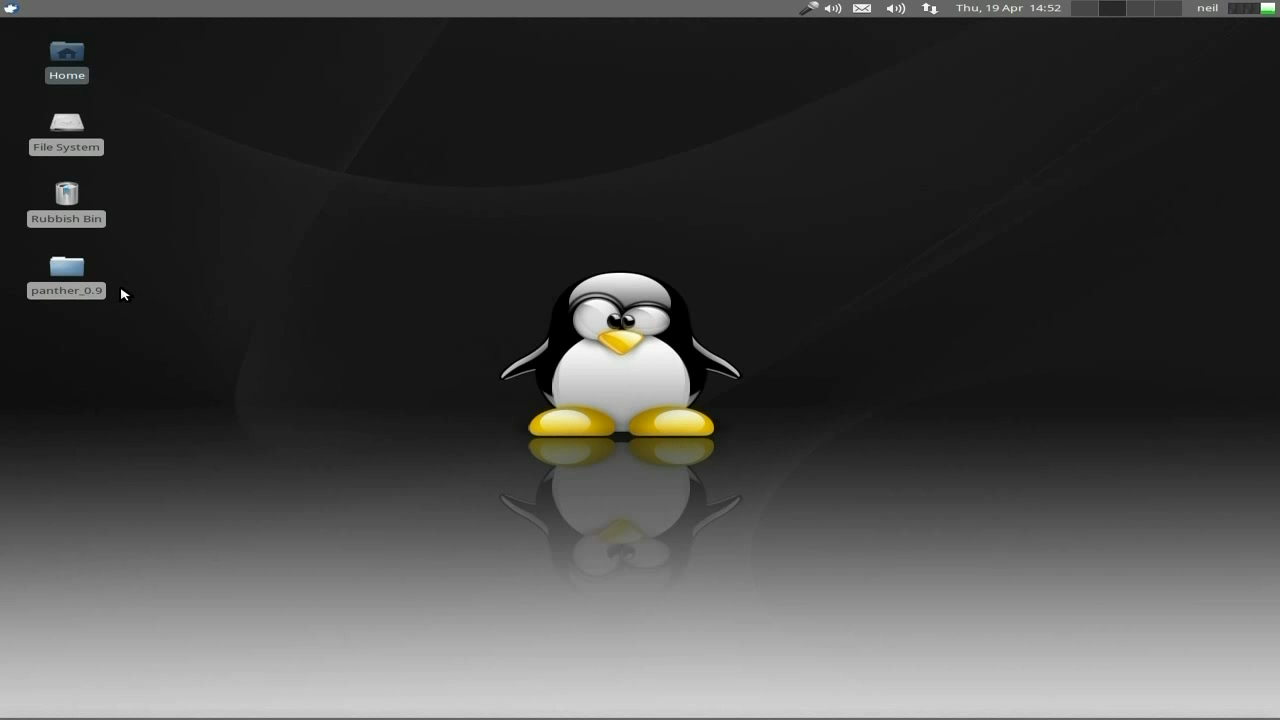 Thu, 19 Apr 14:52
neil
Home
File System
Rubbish Bin
panther_0.9